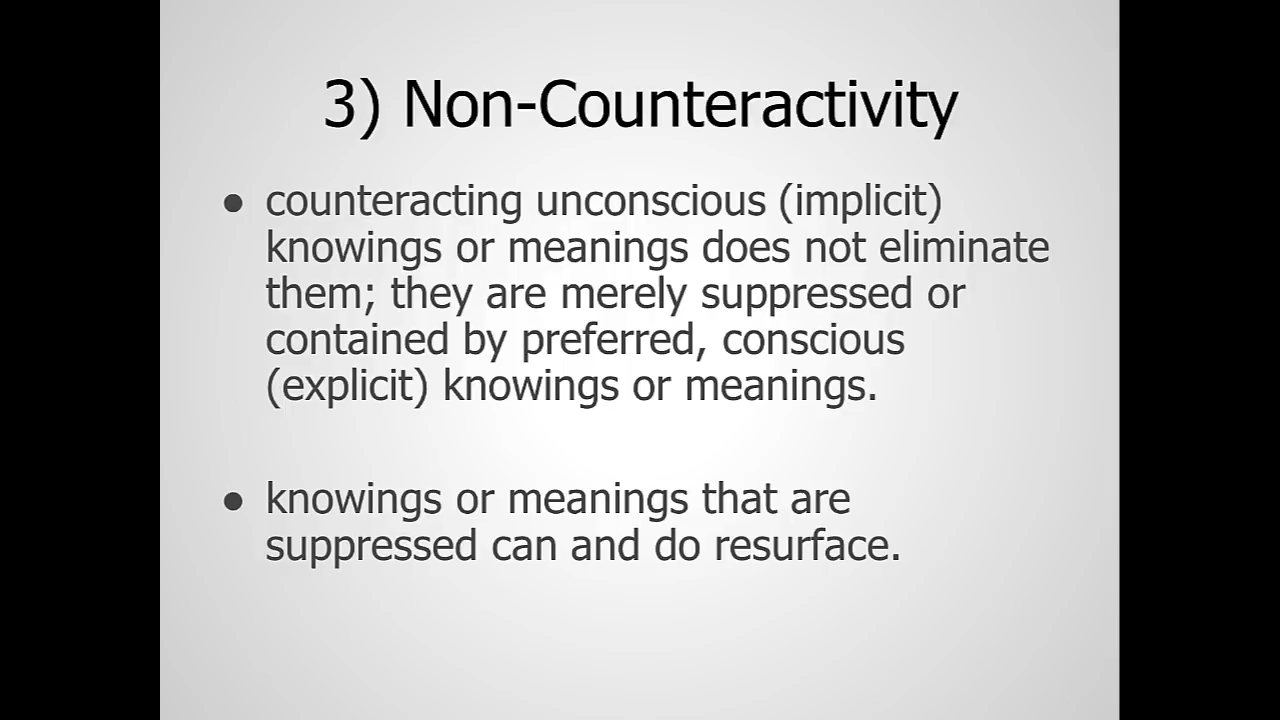 3) Non-Counteractivity
● counteracting unconscious (implicit)
knowings or meanings does not eliminate
them; they are merely suppressed or
contained by preferred, conscious
(explicit) knowings or meanings.
● knowings or meanings that are
suppressed can and do resurface.